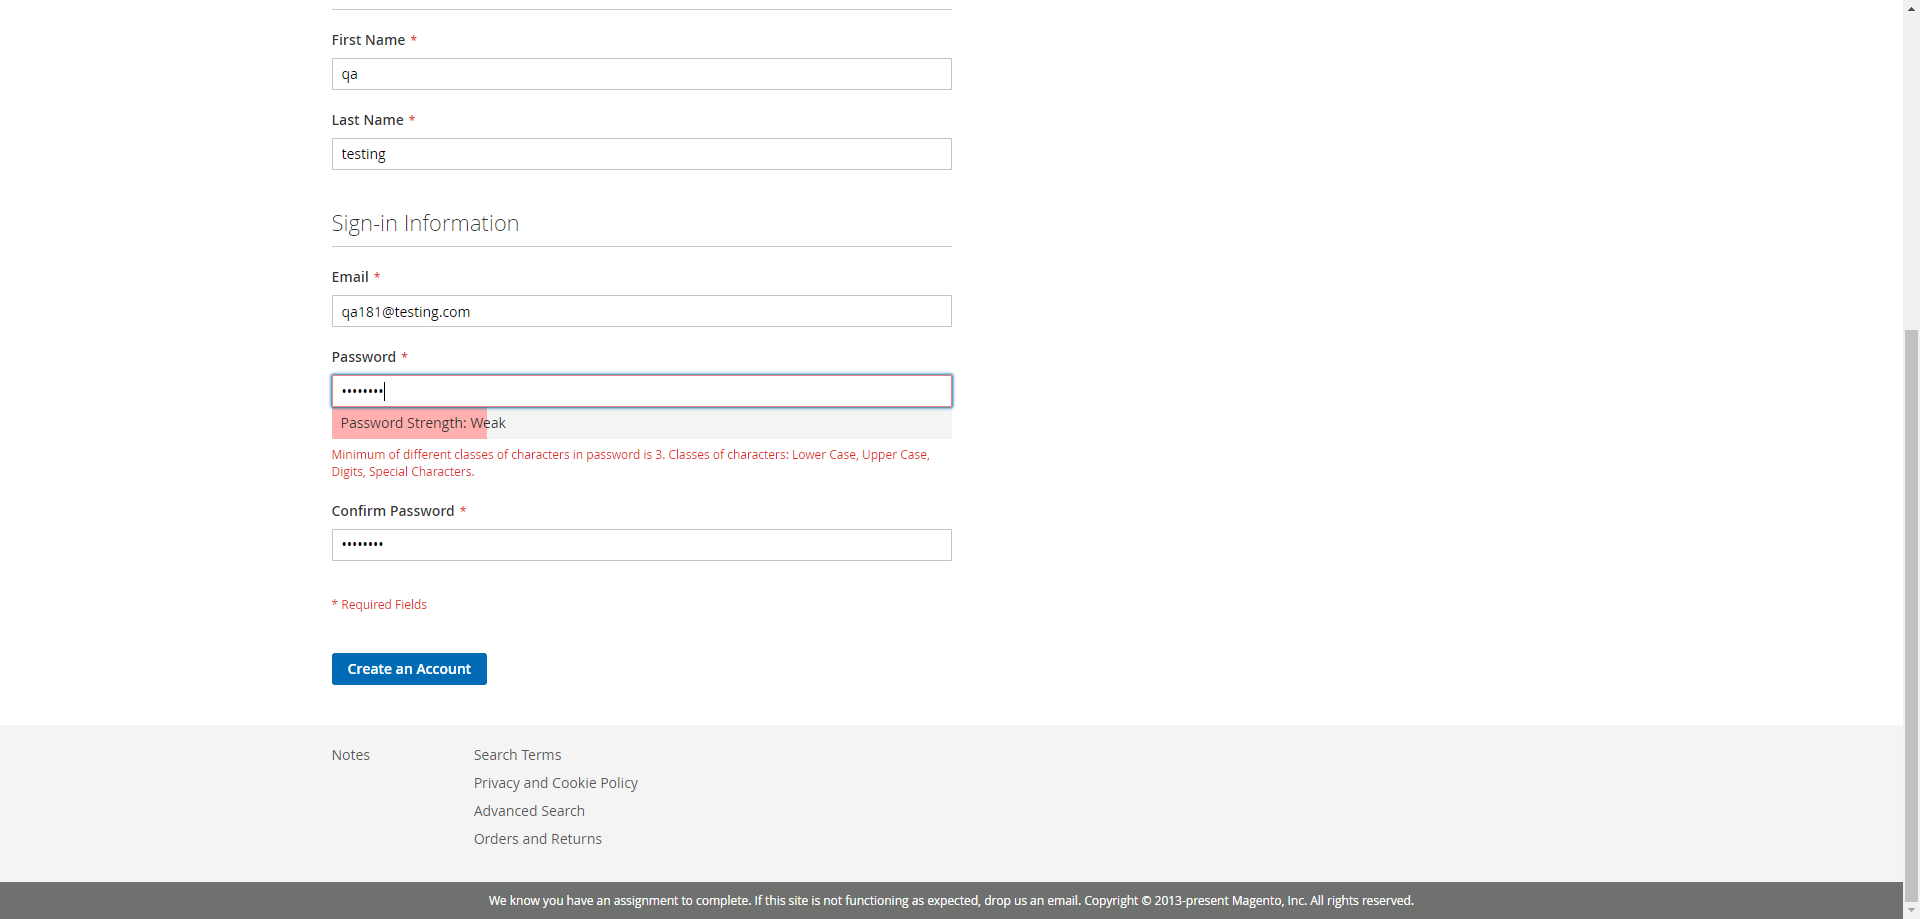 First Name *
qa
Last Name *
testing
Sign-in Information
Email *
qa181@testing.com
Password *
••••••••
Password Strength: Weak
Minimum of different classes of characters in password is 3. Classes of characters: Lower Case, Upper Case,
Digits, Special Characters.
Confirm Password *
••••••••
* Required Fields
Create an Account
Notes
Search Terms
Privacy and Cookie Policy
Advanced Search
Orders and Returns
We know you have an assignment to complete. If this site is not functioning as expected, drop us an email. Copyright © 2013-present Magento, Inc. All rights reserved.